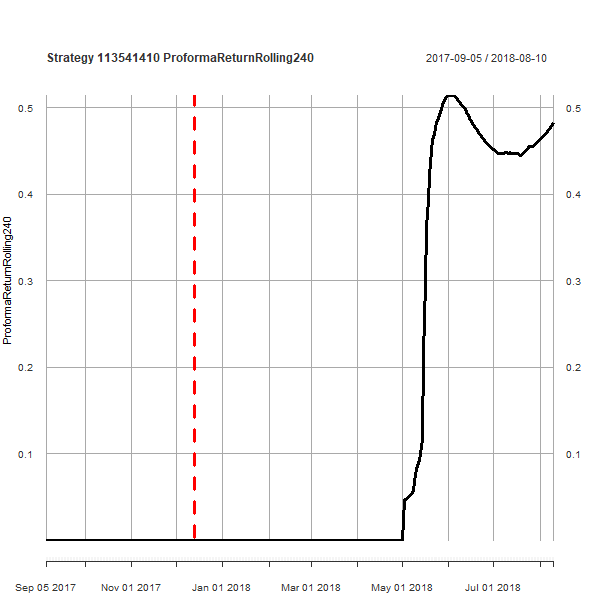 Strategy 113541410 ProformaReturnRolling240
2017-09-05 / 2018-08-10
0.5
0.5
0.4
0.4
0.3
0.3
0.2
0.2
0.1
0.1
ProformaReturnRolling240
Sep 05 2017
Nov 01 2017
Jan 01 2018
Mar 01 2018
May 01 2018
Jul 01 2018